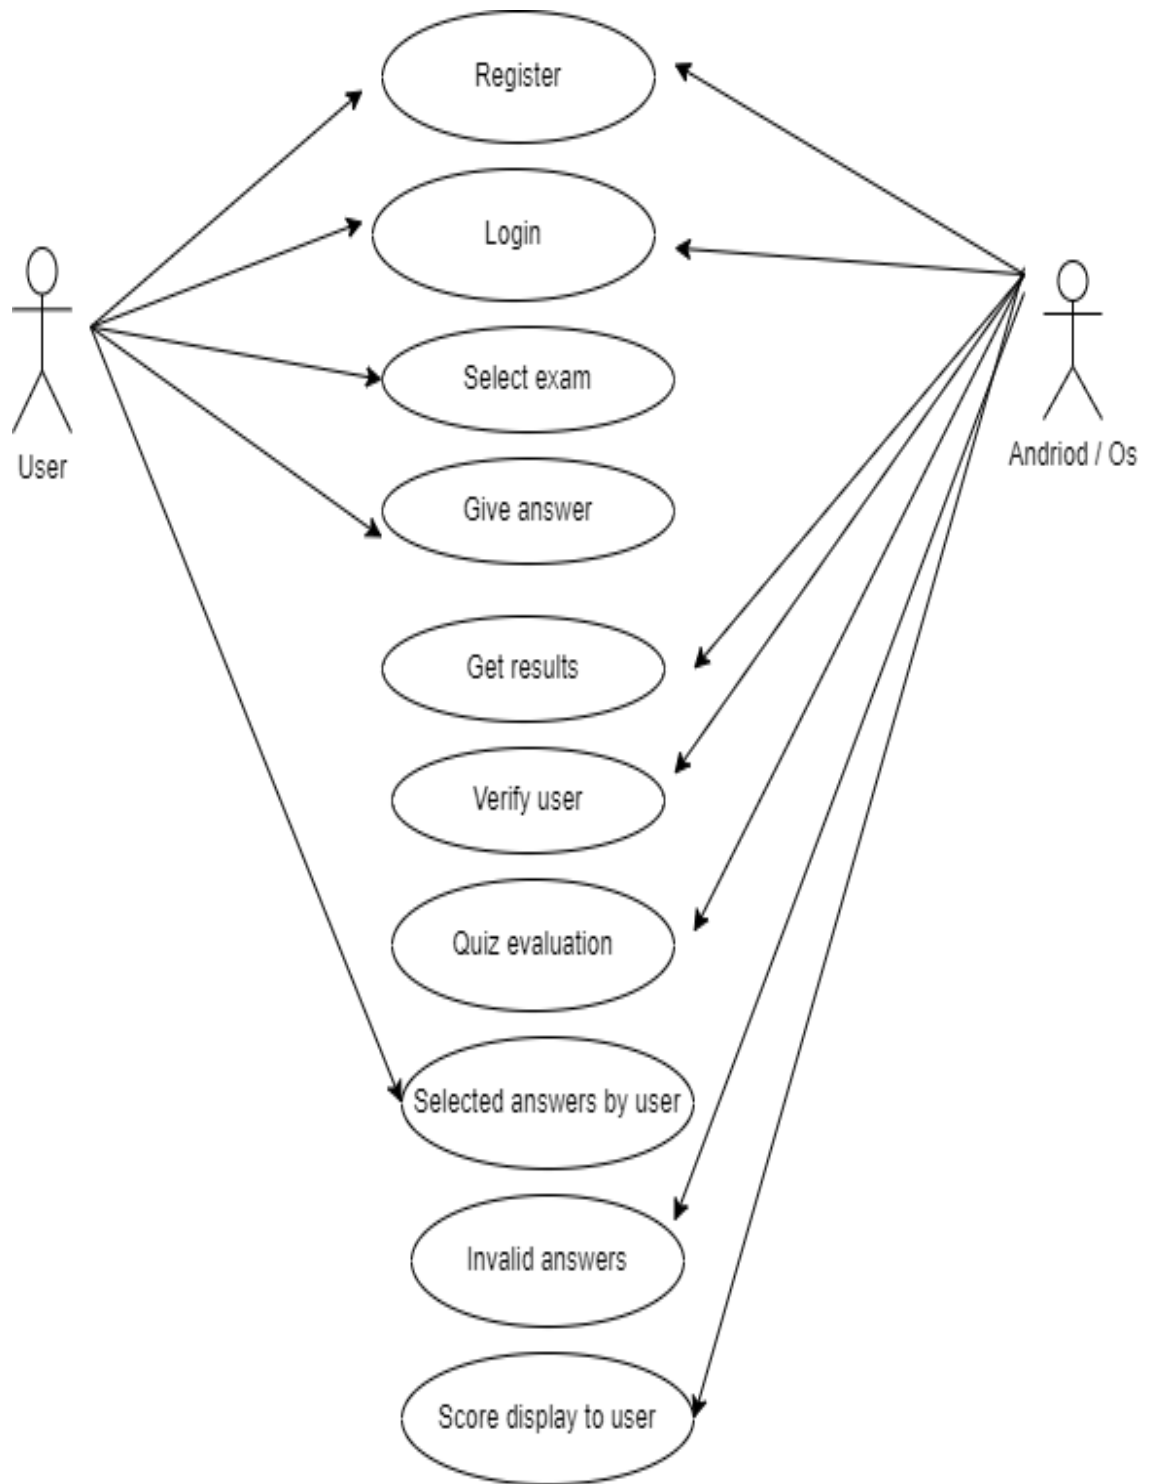 Register
Login
Select exam
User
Andriod / Os
Give answer
Get results
Verify user
Quiz evaluation
Selected answers by user
Invalid answers
Score display to user